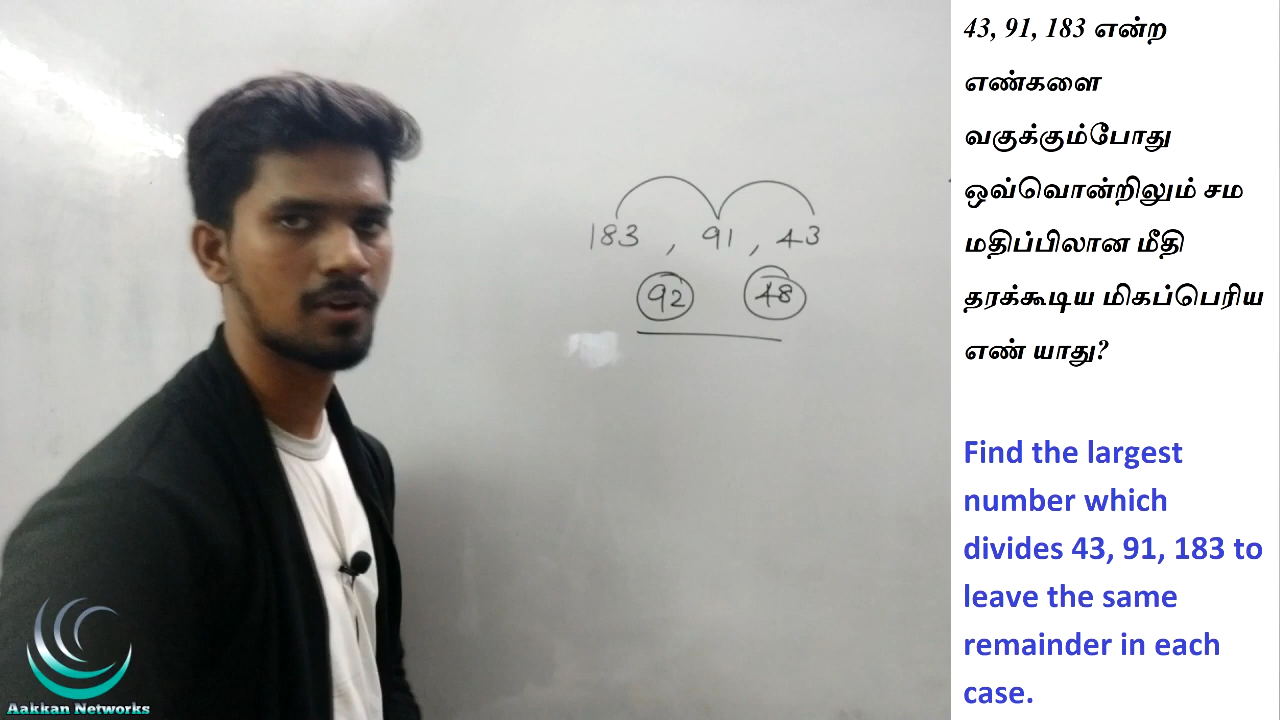 183 , 91 , 43
92 48
43, 91, 183 என்ற
எண்களை
வகுக்கும்போது
ஒவ்வொன்றிலும் சம
மதிப்பிலான மீதி
தரக்கூடிய மிகப்பெரிய
எண் யாது?
Find the largest
number which
divides 43, 91, 183 to
leave the same
remainder in each
case.
Aakkan Networks